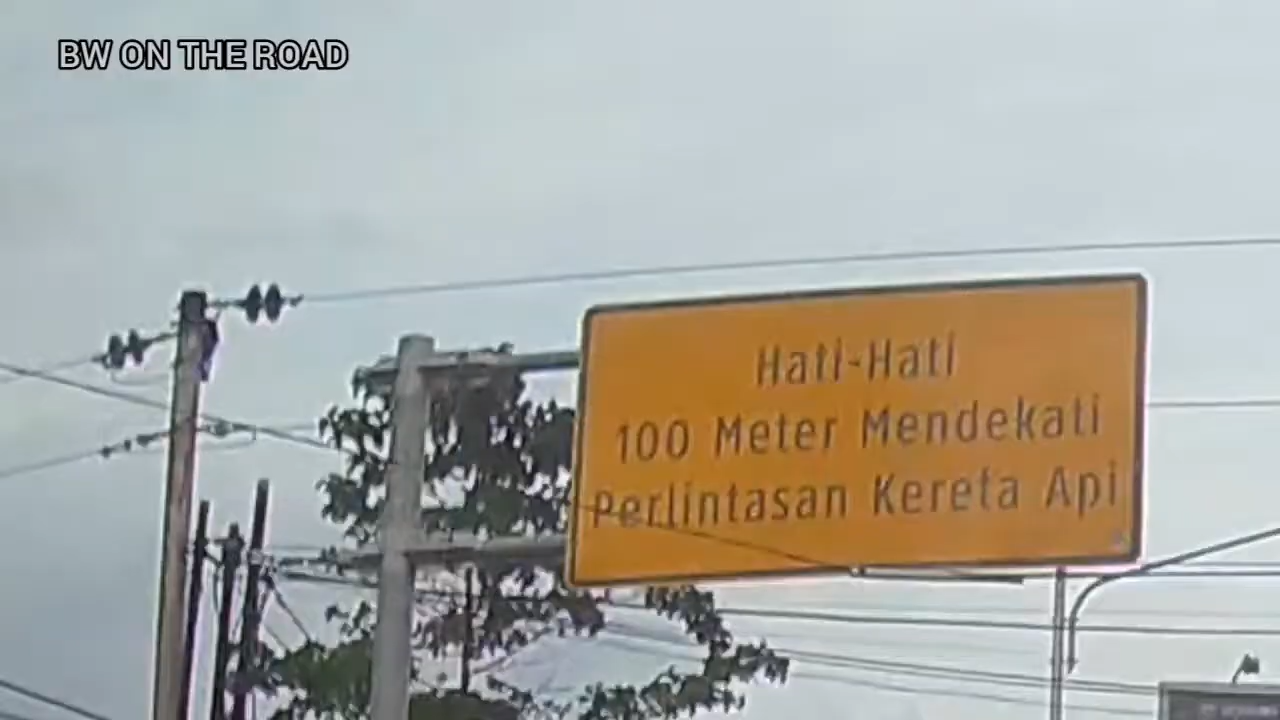 BW ON THE ROAD
Hati-Hati
100 Meter Mendekati
Perlintasan Kereta Api